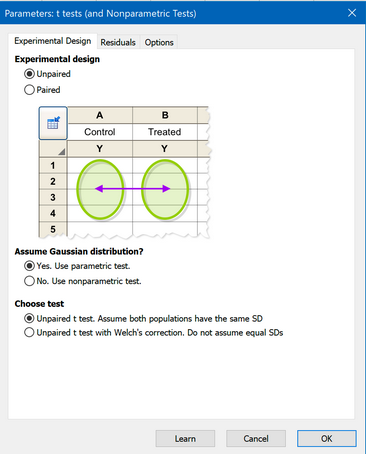 Parameters: t tests (and Nonparametric Tests)
Experimental Design Residuals Options
Experimental design
Unpaired
Paired
A B
Control Treated
Y Y
1
2
3
4
5
Assume Gaussian distribution?
Yes. Use parametric test.
No. Use nonparametric test.
Choose test
Unpaired t test. Assume both populations have the same SD
Unpaired t test with Welch's correction. Do not assume equal SDs
Learn Cancel OK